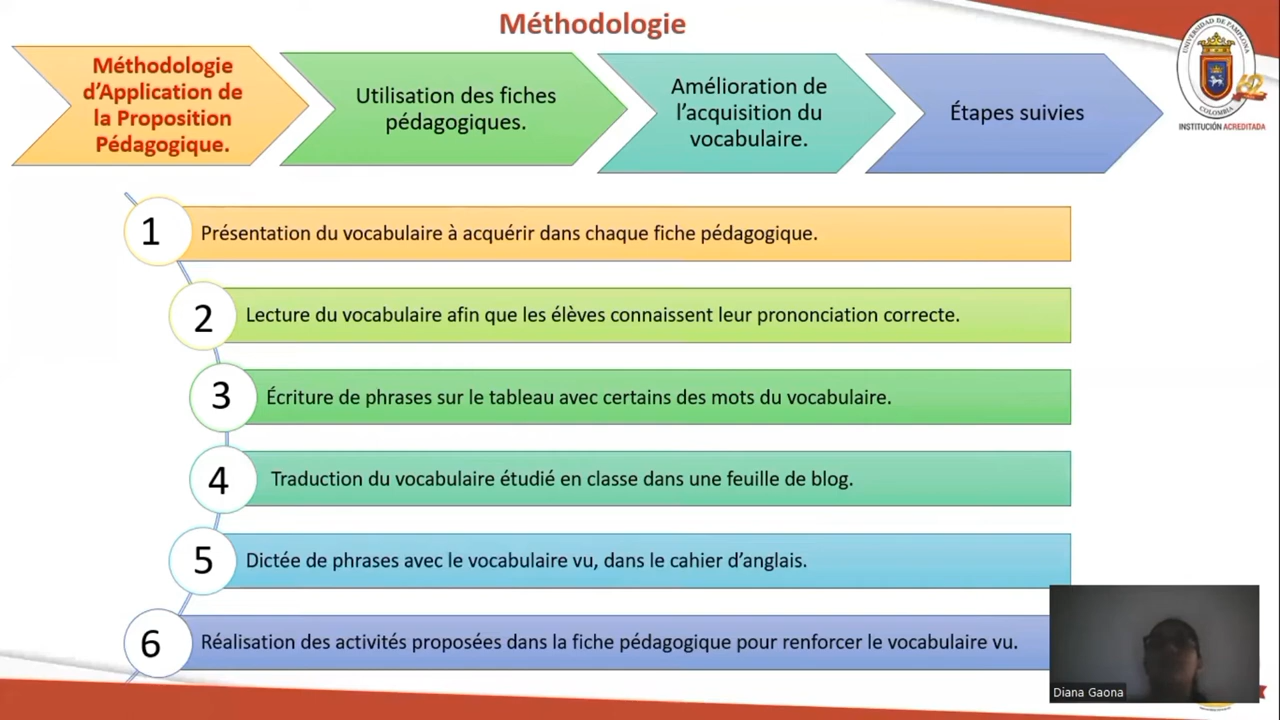 Méthodologie
Méthodologie
d'Application de
la Proposition
Pédagogique.
Utilisation des fiches
pédagogiques.
Amélioration de
l'acquisition du
vocabulaire.
Étapes suivies
UNIVERSIDAD DE PAMPLONA
COLOMBIA
INSTITUCIÓN ACREDITADA
1
Présentation du vocabulaire à acquérir dans chaque fiche pédagogique.
2
Lecture du vocabulaire afin que les élèves connaissent leur prononciation correcte.
3
Écriture de phrases sur le tableau avec certains des mots du vocabulaire.
4
Traduction du vocabulaire étudié en classe dans une feuille de blog.
5
Dictée de phrases avec le vocabulaire vu, dans le cahier d'anglais.
6
Réalisation des activités proposées dans la fiche pédagogique pour renforcer le vocabulaire vu.
Diana Gaona